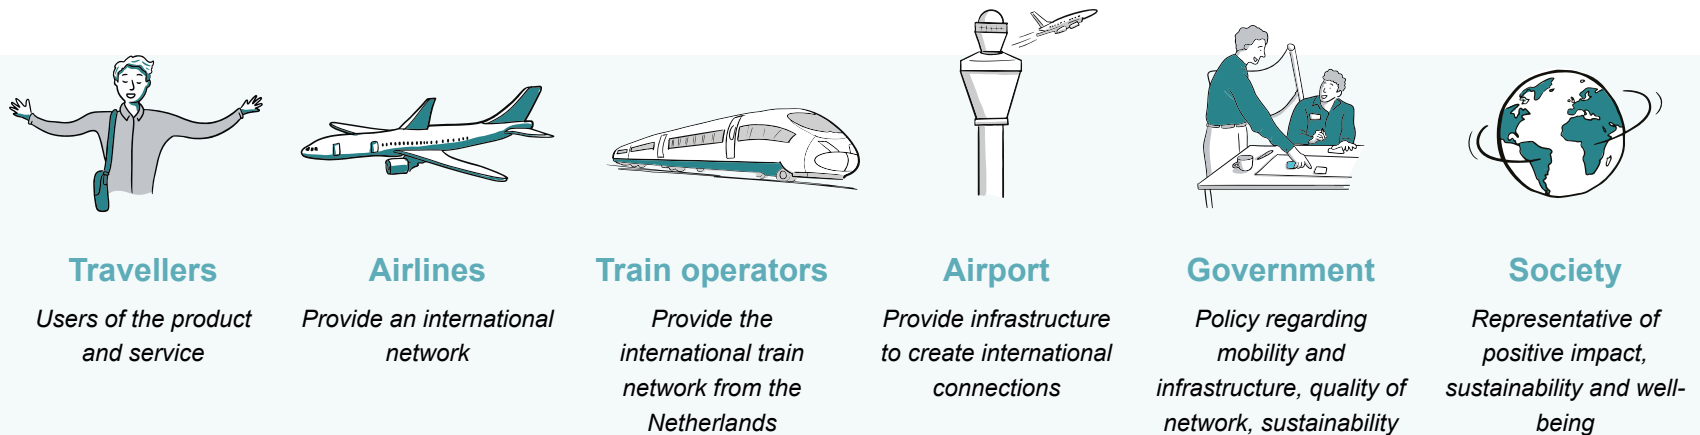 Travellers
Users of the product
and service
Airlines
Provide an international
network
Train operators
Provide the
international train
network from the
Netherlands
Airport
Provide infrastructure
to create international
connections
Government
Policy regarding
mobility and
infrastructure, quality of
network, sustainability
Society
Representative of
positive impact,
sustainability and well-
being